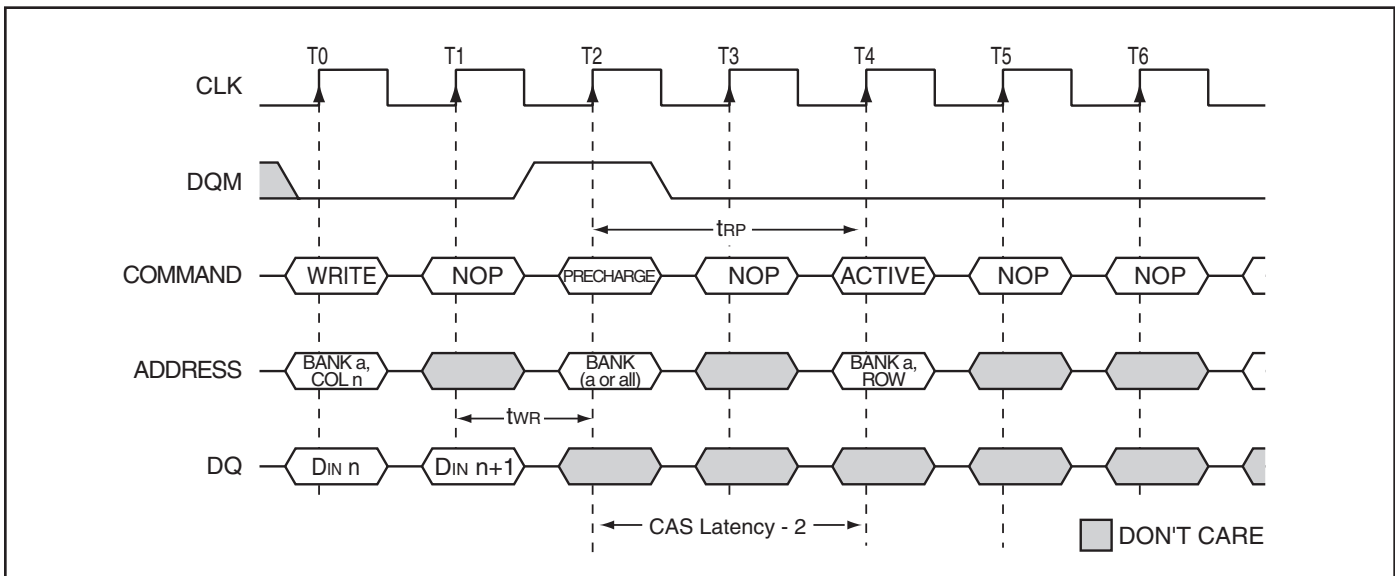 T0 T1 T2 T3 T4 T5 T6
CLK
DQM
tRP
COMMAND WRITE NOP PRECHARGE NOP ACTIVE NOP NOP
ADDRESS BANK a, COL n BANK (a or all) BANK a, ROW
tWR
DQ DIN n DIN n+1
CAS Latency - 2
DON'T CARE